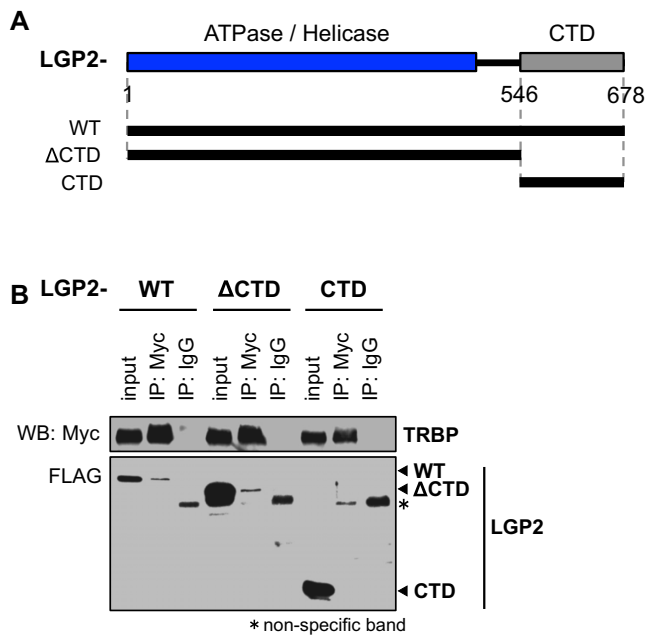 A
ATPase / Helicase CTD
LGP2-
1 546 678
WT
ΔCTD
CTD
B LGP2- WT ΔCTD CTD
input IP: Myc IP: IgG input IP: Myc IP: IgG input IP: Myc IP: IgG
WB: Myc TRBP
FLAG WT
ΔCTD
*
LGP2
CTD
* non-specific band